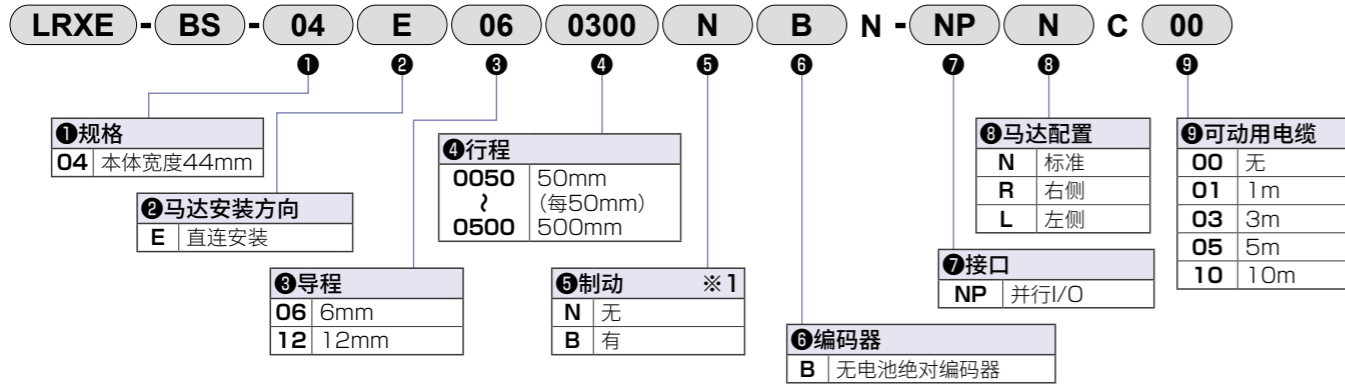 LRXE - BS - 04 E 06 0300 N B N - NP N C 00
❶ ❷ ❸ ❹ ❺ ❻ ❼ ❽ ❾
❶规格
04 本体宽度44mm
❷马达安装方向
E 直连安装
❸导程
06 6mm
12 12mm
❹行程
0050 50mm
≀ (每50mm)
0500 500mm
❺制动 ※1
N 无
B 有
❻编码器
B 无电池绝对编码器
❼接口
NP 并行I/O
❽马达配置
N 标准
R 右侧
L 左侧
❾可动用电缆
00 无
01 1m
03 3m
05 5m
10 10m